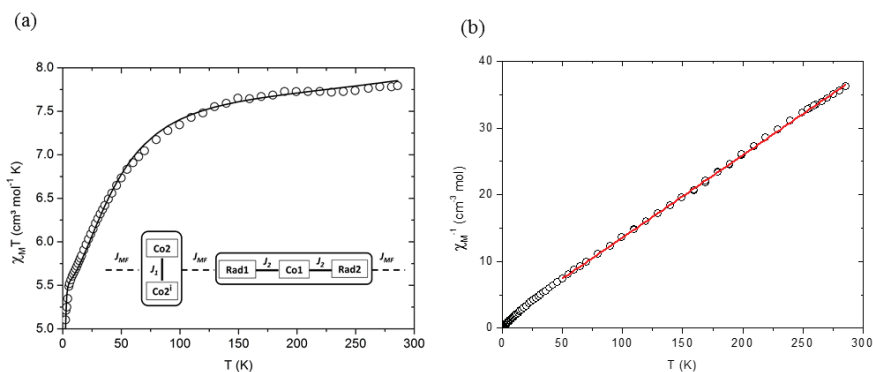 (a)
8.0
7.5
7.0
6.5
6.0
5.5
5.0
χMT (cm³ mol⁻¹ K)
0 50 100 150 200 250 300
T (K)
Co2
J1
Co2i
JMF
JMF
Rad1 J2 Co1 J2 Rad2
JMF
(b)
40
30
20
10
0
χM⁻¹ (cm⁻³ mol)
0 50 100 150 200 250 300
T (K)